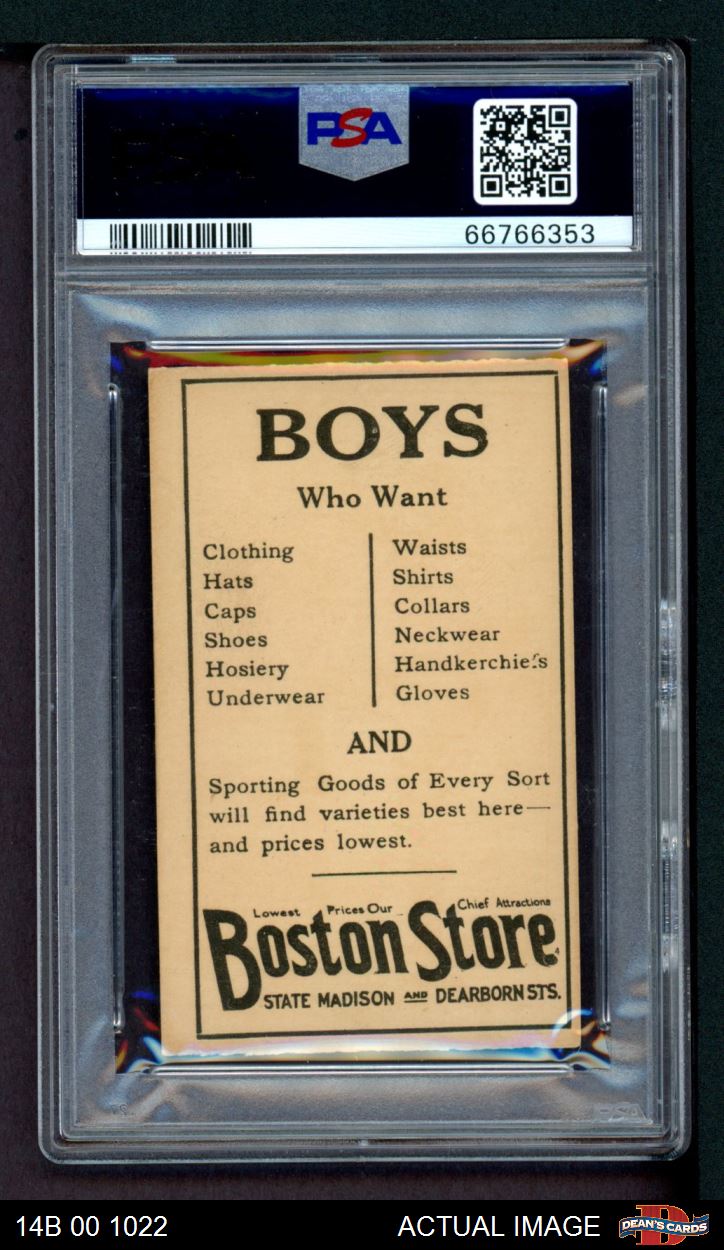 PSA
66766353
BOYS
Who Want
Clothing
Hats
Caps
Shoes
Hosiery
Underwear
Waists
Shirts
Collars
Neckwear
Handkerchiefs
Gloves
AND
Sporting Goods of Every Sort
will find varieties best here—
and prices lowest.
Lowest Prices Our Chief Attractions
Boston Store
STATE MADISON AND DEARBORN STS.
PSA
14B 00 1022
ACTUAL IMAGE
DEAN'S CARDS